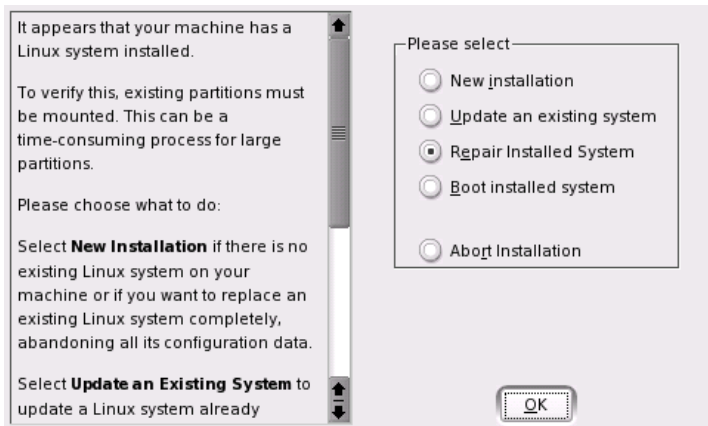 It appears that your machine has a
Linux system installed.
To verify this, existing partitions must
be mounted. This can be a
time-consuming process for large
partitions.
Please choose what to do:
Select New Installation if there is no
existing Linux system on your
machine or if you want to replace an
existing Linux system completely,
abandoning all its configuration data.
Select Update an Existing System to
update a Linux system already
Please select
New installation
Update an existing system
Repair Installed System
Boot installed system
Abort Installation
OK